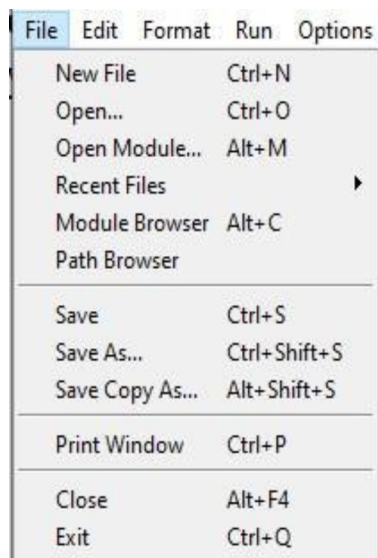 File Edit Format Run Options
New File Ctrl+N
Open... Ctrl+O
Open Module... Alt+M
Recent Files
Module Browser Alt+C
Path Browser
Save Ctrl+S
Save As... Ctrl+Shift+S
Save Copy As... Alt+Shift+S
Print Window Ctrl+P
Close Alt+F4
Exit Ctrl+Q